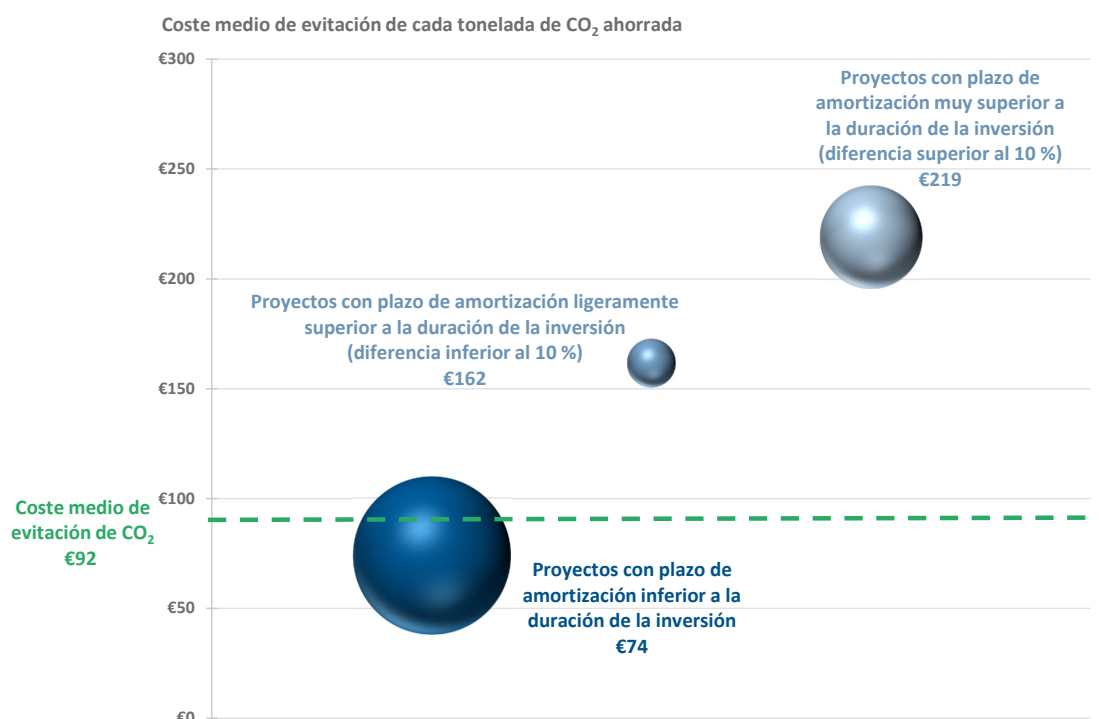 Coste medio de evitación de cada tonelada de CO₂ ahorrada
€300
Proyectos con plazo de
amortización muy superior a
la duración de la inversión
(diferencia superior al 10 %)
€219
€250
€200
Proyectos con plazo de amortización ligeramente
superior a la duración de la inversión
(diferencia inferior al 10 %)
€162
€150
€100
Coste medio de
evitación de CO₂
€92
Proyectos con plazo de
amortización inferior a la
duración de la inversión
€74
€50
€0